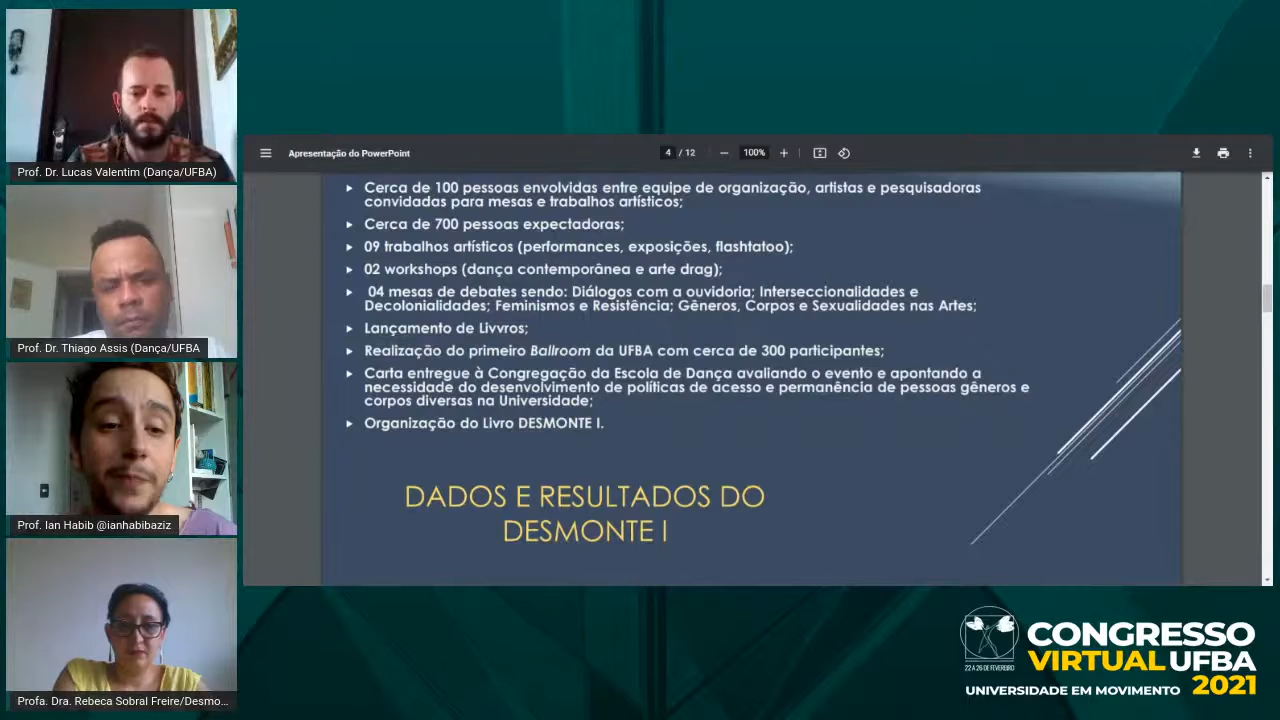 Prof. Dr. Lucas Valentim (Dança/UFBA)
Prof. Dr. Thiago Assis (Dança/UFBA
Prof. Ian Habib @ianhabibaziz
Profa. Dra. Rebeca Sobral Freire/Desmo...
Apresentação do PowerPoint
4 / 12
100%
Cerca de 100 pessoas envolvidas entre equipe de organização, artistas e pesquisadoras
convidadas para mesas e trabalhos artísticos;
Cerca de 700 pessoas expectadoras;
09 trabalhos artísticos (performances, exposições, flashtatoo);
02 workshops (dança contemporânea e arte drag);
04 mesas de debates sendo: Diálogos com a ouvidoria; Interseccionalidades e
Decolonialidades; Feminismos e Resistência; Gêneros, Corpos e Sexualidades nas Artes;
Lançamento de Livvros;
Realização do primeiro Ballroom da UFBA com cerca de 300 participantes;
Carta entregue à Congregação da Escola de Dança avaliando o evento e apontando a
necessidade do desenvolvimento de políticas de acesso e permanência de pessoas gêneros e
corpos diversas na Universidade;
Organização do Livro DESMONTE I.
DADOS E RESULTADOS DO
DESMONTE I
22 A 26 DE FEVEREIRO
CONGRESSO
VIRTUAL UFBA
UNIVERSIDADE EM MOVIMENTO 2021